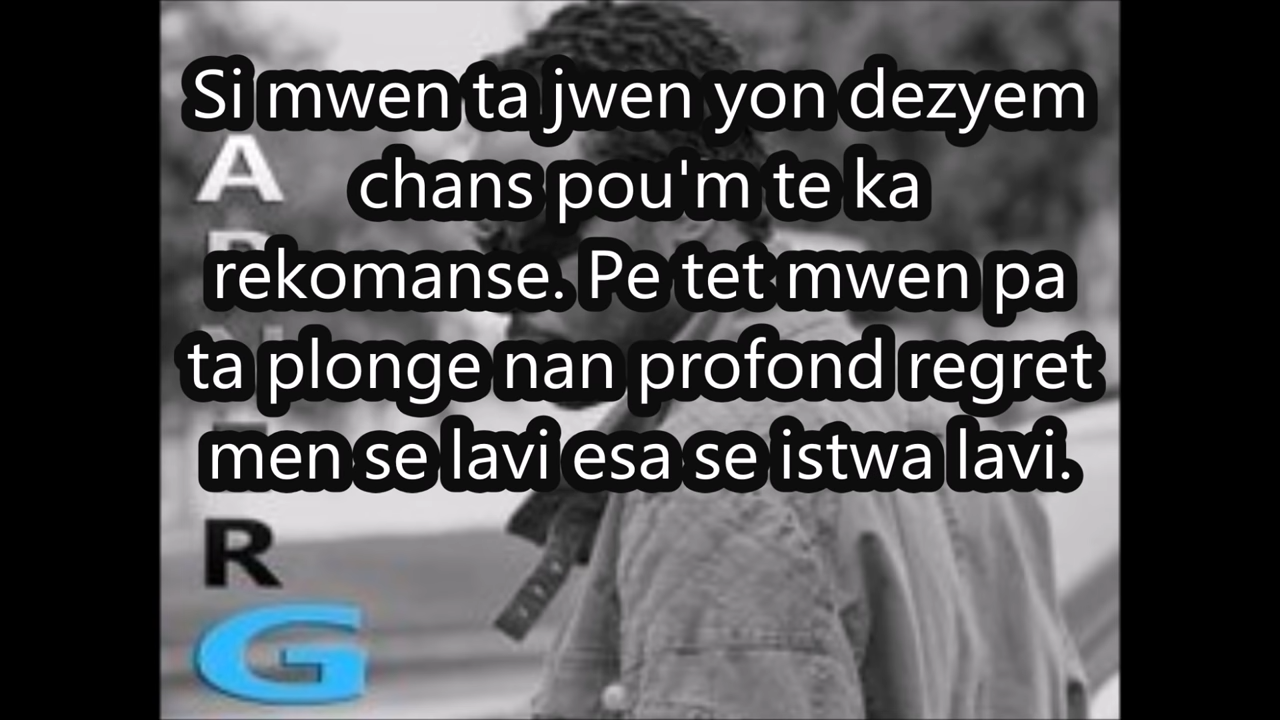 Si mwen ta jwen yon dezyem
chans pou'm te ka
rekomanse. Pe tet mwen pa
ta plonge nan profond regret
men se lavi esa se istwa lavi.
A
R
G